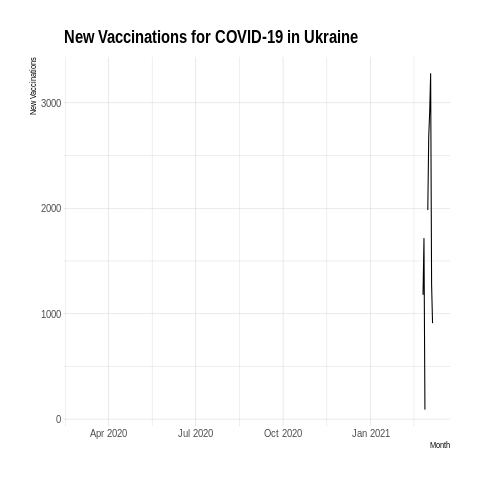 New Vaccinations for COVID-19 in Ukraine
New Vaccinations
3000
2000
1000
0
Apr 2020
Jul 2020
Oct 2020
Jan 2021
Month